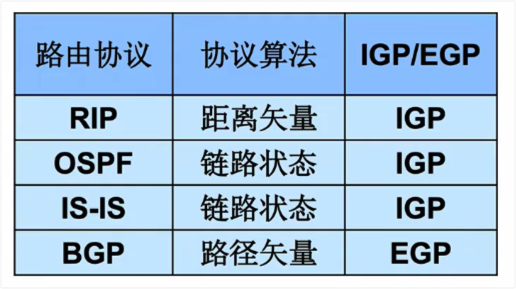 路由协议 协议算法 IGP/EGP
RIP 距离矢量 IGP
OSPF 链路状态 IGP
IS-IS 链路状态 IGP
BGP 路径矢量 EGP